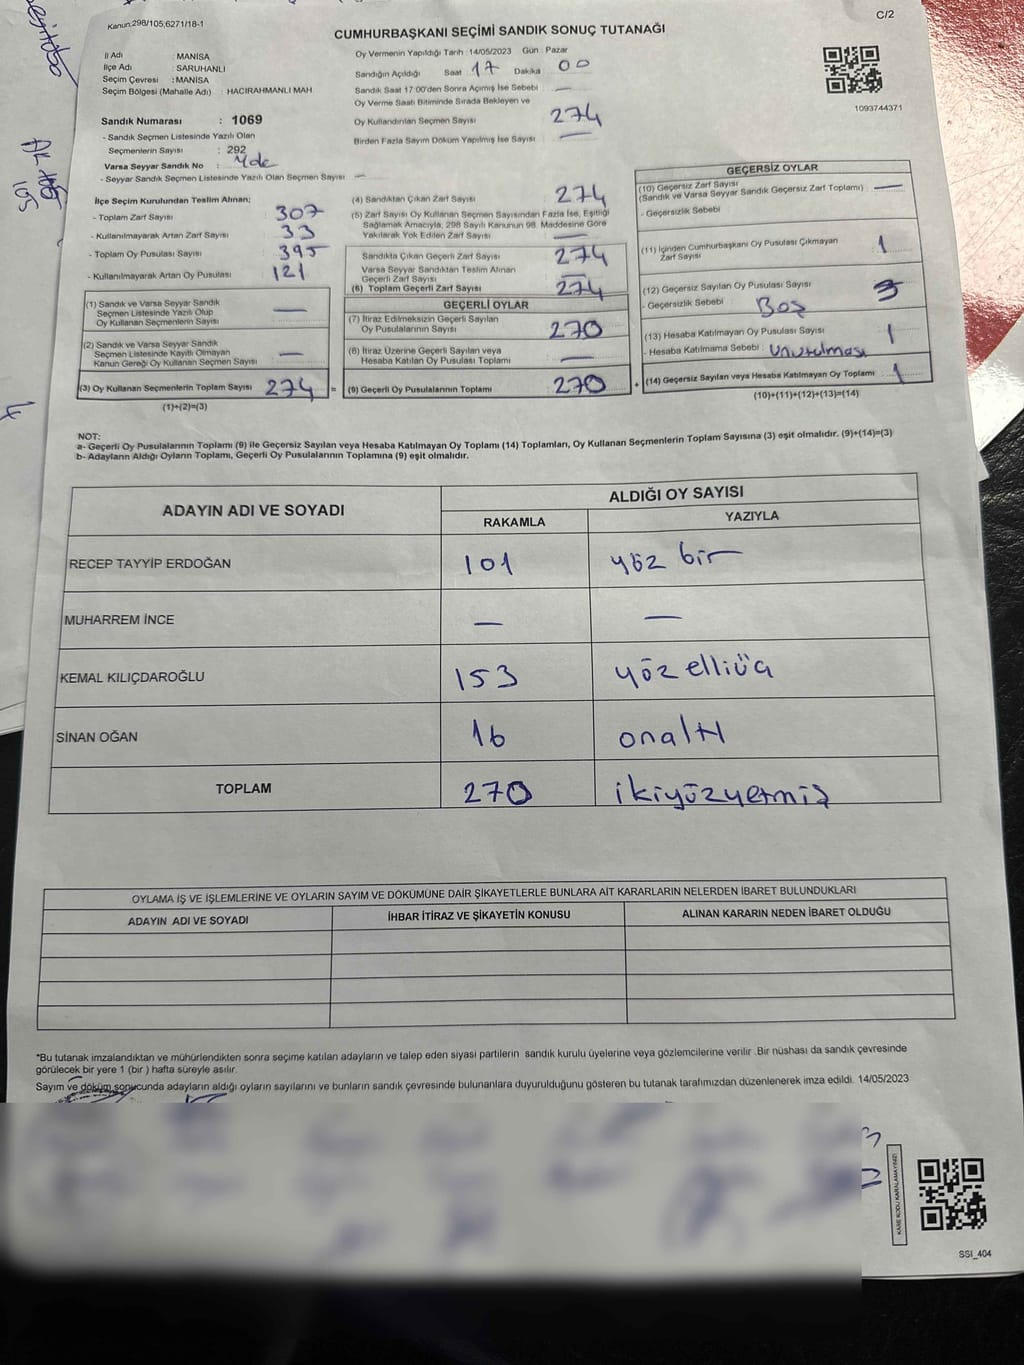 Kanun:298/105;6271/18-1
C/2
CUMHURBAŞKANI SEÇİMİ SANDIK SONUÇ TUTANAĞI
İl Adı : MANİSA
İlçe Adı : SARUHANLI
Seçim Çevresi : MANİSA
Seçim Bölgesi (Mahalle Adı) : HACIRAHMANLI MAH
Sandık Numarası : 1069
- Sandık Seçmen Listesinde Yazılı Olan
Seçmenlerin Sayısı : 292
Varsa Seyyar Sandık No :
- Seyyar Sandık Seçmen Listesinde Yazılı Olan Seçmen Sayısı : —
Oy Vermenin Yapıldığı Tarih : 14/05/2023 Gün : Pazar
Sandığın Açıldığı Saat 17 Dakika 00
Sandık Saat 17:00'den Sonra Açımış İse Sebebi —
Oy Verme Saati Bitiminde Sırada Bekleyen ve
Oy Kullandırılan Seçmen Sayısı 274
Birden Fazla Sayım Döküm Yapılmış İse Sayısı —
1093744371
İlçe Seçim Kurulundan Teslim Alınan;
- Toplam Zarf Sayısı : 307
- Kullanılmayarak Artan Zarf Sayısı : 33
- Toplam Oy Pusulası Sayısı : 395
- Kullanılmayarak Artan Oy Pusulası : 121
(1) Sandık ve Varsa Seyyar Sandık
Seçmen Listesinde Yazılı Olup
Oy Kullanan Seçmenlerin Sayısı —
(2) Sandık ve Varsa Seyyar Sandık
Seçmen Listesinde Kayıtlı Olmayan
Kanun Gereği Oy Kullanan Seçmen Sayısı —
(3) Oy Kullanan Seçmenlerin Toplam Sayısı 274
(1)+(2)=(3)
(4) Sandıktan Çıkan Zarf Sayısı 274
(5) Zarf Sayısı Oy Kullanan Seçmen Sayısından Fazla İse, Eşitliği
Sağlamak Amacıyla, 298 Sayılı Kanunun 98. Maddesine Göre
Yakılarak Yok Edilen Zarf Sayısı —
Sandıkta Çıkan Geçerli Zarf Sayısı 274
Varsa Seyyar Sandıktan Teslim Alınan
Geçerli Zarf Sayısı —
(6) Toplam Geçerli Zarf Sayısı 274
GEÇERLİ OYLAR
(7) İtiraz Edilmeksizin Geçerli Sayılan
Oy Pusulalarının Sayısı 270
(8) İtiraz Üzerine Geçerli Sayılan veya
Hesaba Katılan Oy Pusulası Toplamı —
= (9) Geçerli Oy Pusulalarının Toplamı 270
GEÇERSİZ OYLAR
(10) Geçersiz Zarf Sayısı
(Sandık ve Varsa Seyyar Sandık Geçersiz Zarf Toplamı) —
- Geçersizlik Sebebi
(11) İçinden Cumhurbaşkanı Oy Pusulası Çıkmayan
Zarf Sayısı 1
(12) Geçersiz Sayılan Oy Pusulası Sayısı
- Geçersizlik Sebebi : Boş
(13) Hesaba Katılmayan Oy Pusulası Sayısı 1
- Hesaba Katılmama Sebebi : Unutulması
+ (14) Geçersiz Sayılan veya Hesaba Katılmayan Oy Toplamı 1
(10)+(11)+(12)+(13)=(14)
NOT:
a- Geçerli Oy Pusulalarının Toplamı (9) ile Geçersiz Sayılan veya Hesaba Katılmayan Oy Toplamı (14) Toplamları, Oy Kullanan Seçmenlerin Toplam Sayısına (3) eşit olmalıdır. (9)+(14)=(3)
b- Adayların Aldığı Oyların Toplamı, Geçerli Oy Pusulalarının Toplamına (9) eşit olmalıdır.
ADAYIN ADI VE SOYADI ALDIĞI OY SAYISI
RAKAMLA YAZIYLA
RECEP TAYYİP ERDOĞAN 101 yüz bir
MUHARREM İNCE — —
KEMAL KILIÇDAROĞLU 153 yüz elliüç
SİNAN OĞAN 16 onaltı
TOPLAM 270 ikiyüzyetmiş
OYLAMA İŞ VE İŞLEMLERİNE VE OYLARIN SAYIM VE DÖKÜMÜNE DAİR ŞİKAYETLERLE BUNLARA AİT KARARLARIN NELERDEN İBARET BULUNDUKLARI
ADAYIN ADI VE SOYADI İHBAR İTİRAZ VE ŞİKAYETİN KONUSU ALINAN KARARIN NEDEN İBARET OLDUĞU
*Bu tutanak imzalandıktan ve mühürlendikten sonra seçime katılan adayların ve talep eden siyasi partilerin sandık kurulu üyelerine veya gözlemcilerine verilir .Bir nüshası da sandık çevresinde
görülecek bir yere 1 (bir ) hafta süreyle asılır.
Sayım ve döküm sonucunda adayların aldığı oyların sayılarını ve bunların sandık çevresinde bulunanlara duyurulduğunu gösteren bu tutanak tarafımızdan düzenlenerek imza edildi. 14/05/2023
KARE KODU KARALAMAYINIZ!
SSI_404